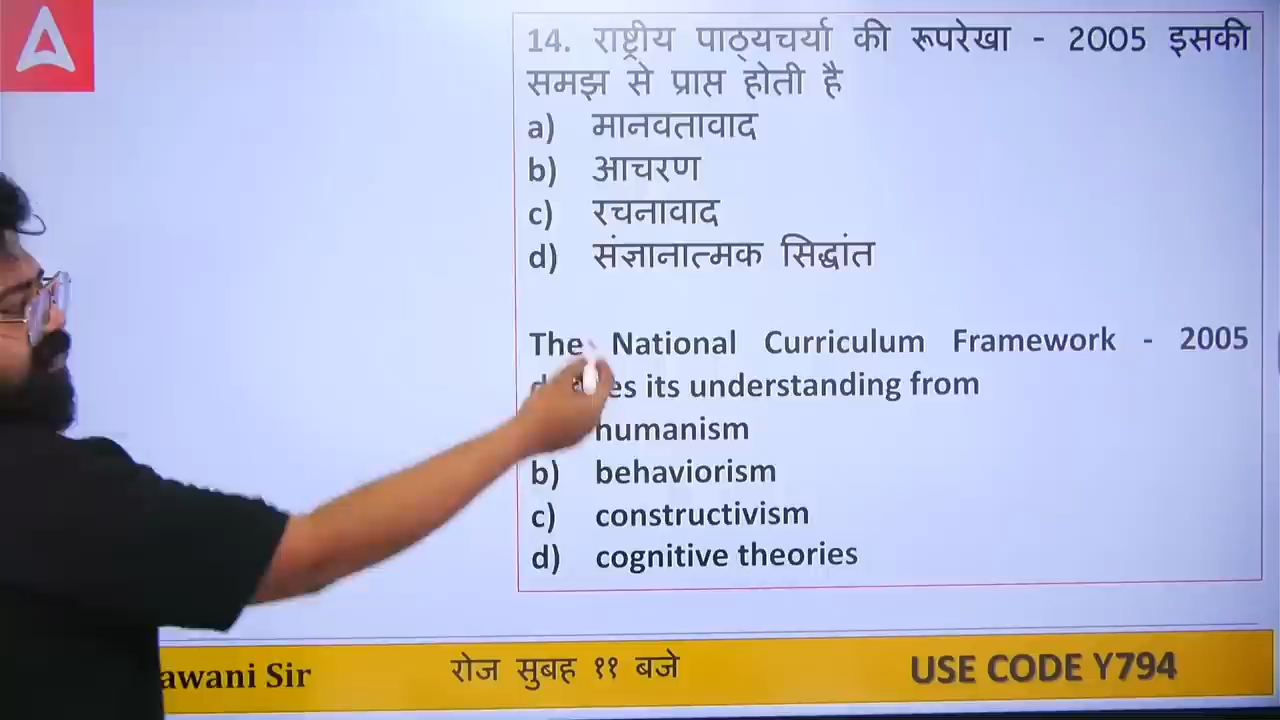 14. राष्ट्रीय पाठ्यचर्या की रूपरेखा - 2005 इसकी
समझ से प्राप्त होती है
a) मानवतावाद
b) आचरण
c) रचनावाद
d) संज्ञानात्मक सिद्धांत
The National Curriculum Framework - 2005
its understanding from
humanism
b) behaviorism
c) constructivism
d) cognitive theories
awani Sir
रोज सुबह ११ बजे
USE CODE Y794